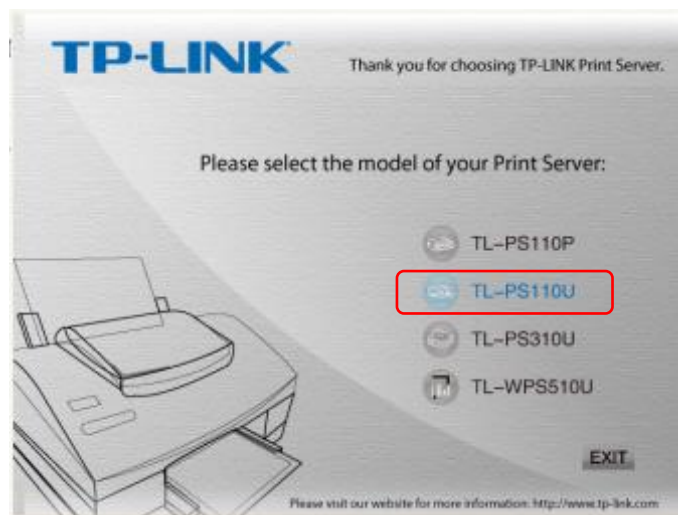 TP-LINK
Thank you for choosing TP-LINK Print Server.
Please select the model of your Print Server:
TL-PS110P
TL-PS110U
TL-PS310U
TL-WPS510U
EXIT
Please visit our website for more information: http://www.tp-link.com